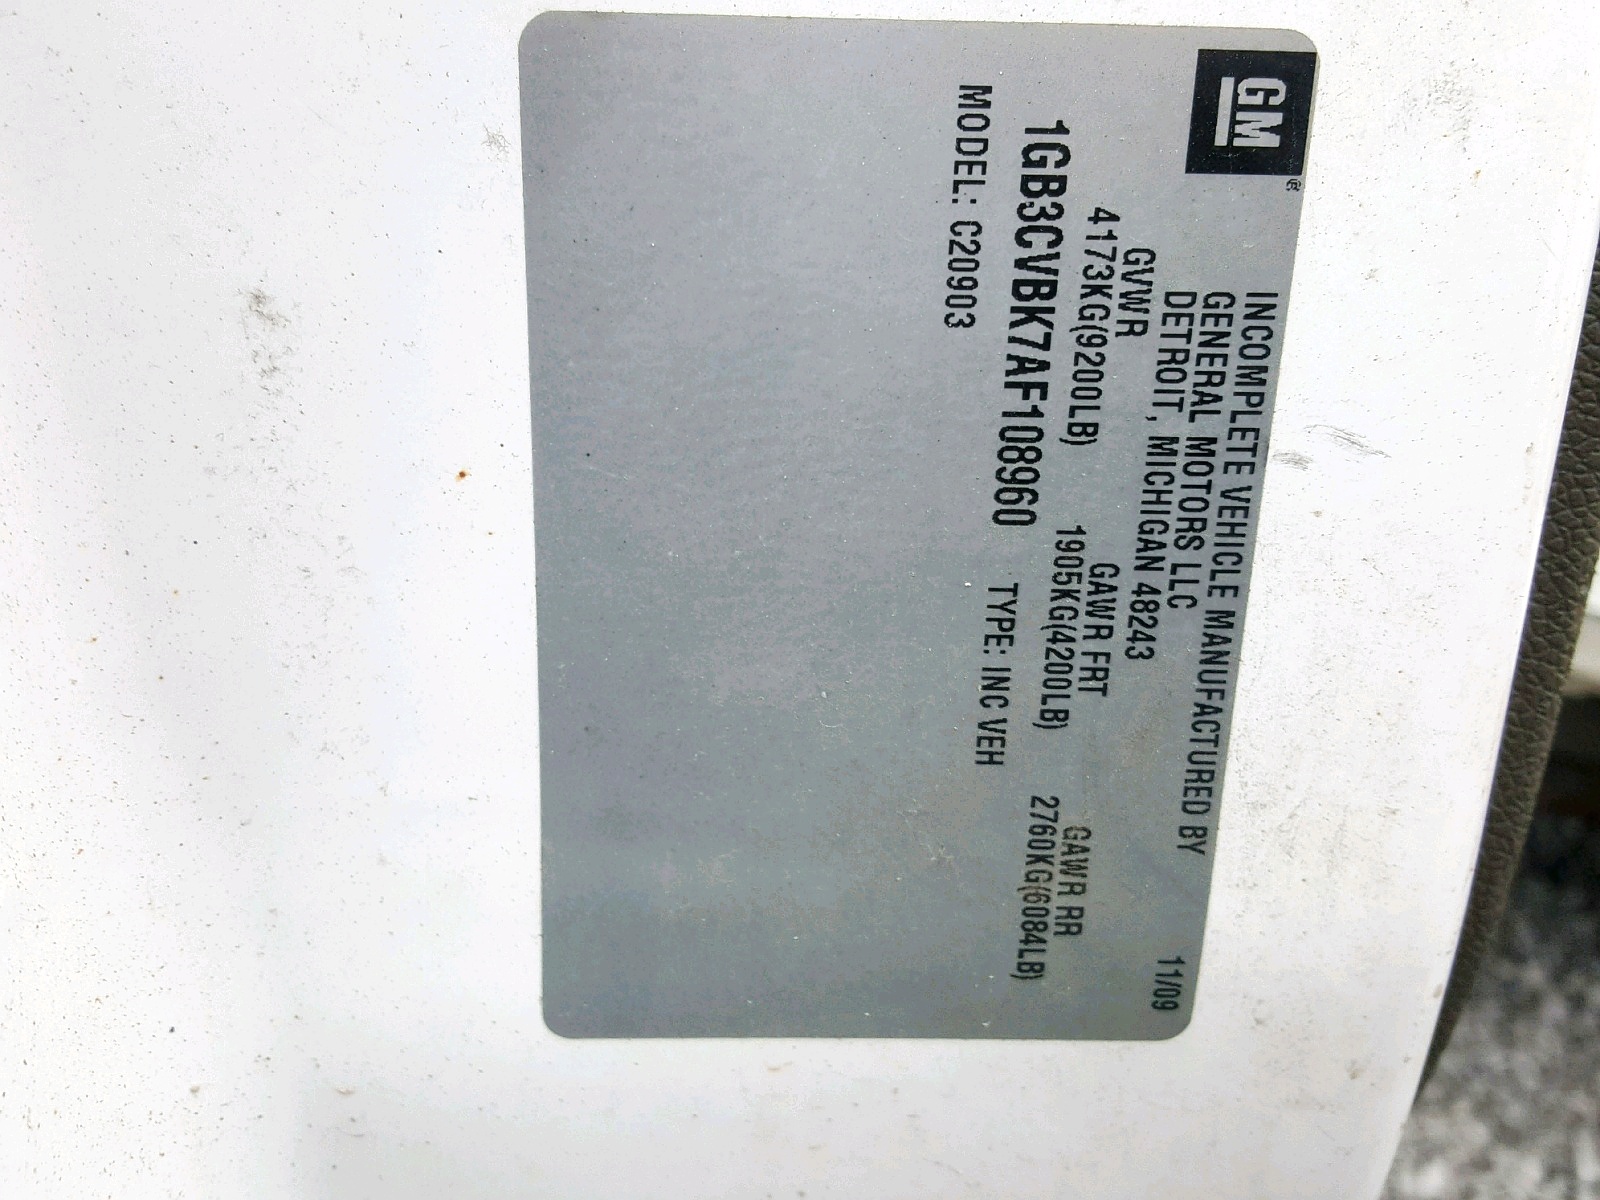 GM®
INCOMPLETE VEHICLE MANUFACTURED BY
GENERAL MOTORS LLC
DETROIT, MICHIGAN 48243 11/09
GVWR GAWR FRT GAWR RR
4173KG(9200LB) 1905KG(4200LB) 2760KG(6084LB)
1GB3CVBK7AF108960 TYPE: INC VEH
MODEL: C20903